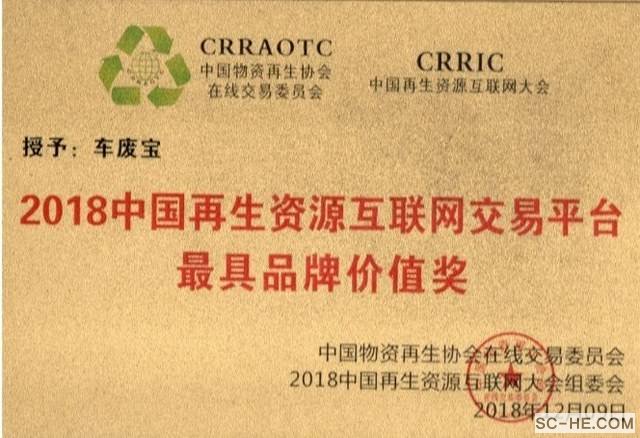 CRRAOTC
中国物资再生协会
在线交易委员会
CRRIC
中国再生资源互联网大会
授予：车废宝
2018中国再生资源互联网交易平台
最具品牌价值奖
中国物资再生协会在线交易委员会
2018中国再生资源互联网大会组委会
2018年12月09日
SC-HE.COM